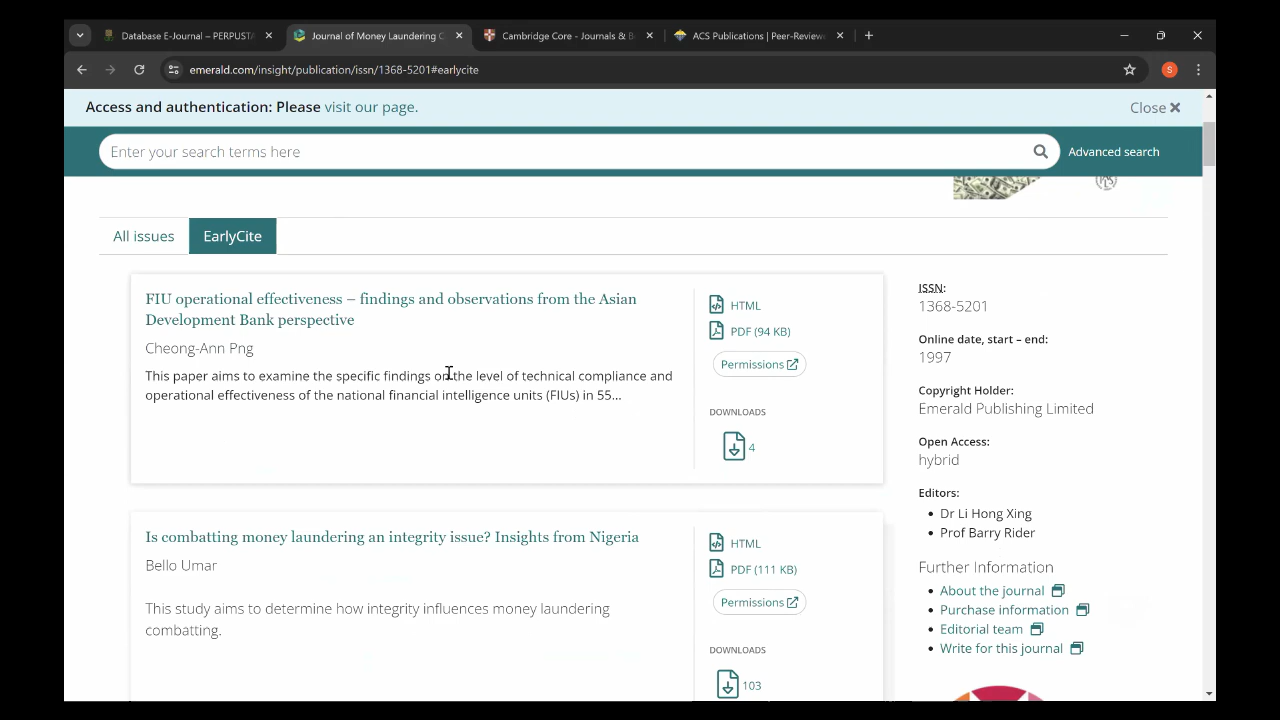 Database E-Journal – PERPUSTA
Journal of Money Laundering C
Cambridge Core - Journals & B
ACS Publications | Peer-Review
emerald.com/insight/publication/issn/1368-5201#earlycite
S
Access and authentication: Please visit our page.
Close
Enter your search terms here
Advanced search
All issues
EarlyCite
FIU operational effectiveness – findings and observations from the Asian
Development Bank perspective
Cheong-Ann Png
This paper aims to examine the specific findings on the level of technical compliance and
operational effectiveness of the national financial intelligence units (FIUs) in 55...
HTML
PDF (94 KB)
Permissions
DOWNLOADS
4
Is combatting money laundering an integrity issue? Insights from Nigeria
Bello Umar
This study aims to determine how integrity influences money laundering
combatting.
HTML
PDF (111 KB)
Permissions
DOWNLOADS
103
ISSN:
1368-5201
Online date, start – end:
1997
Copyright Holder:
Emerald Publishing Limited
Open Access:
hybrid
Editors:
• Dr Li Hong Xing
• Prof Barry Rider
Further Information
• About the journal
• Purchase information
• Editorial team
• Write for this journal